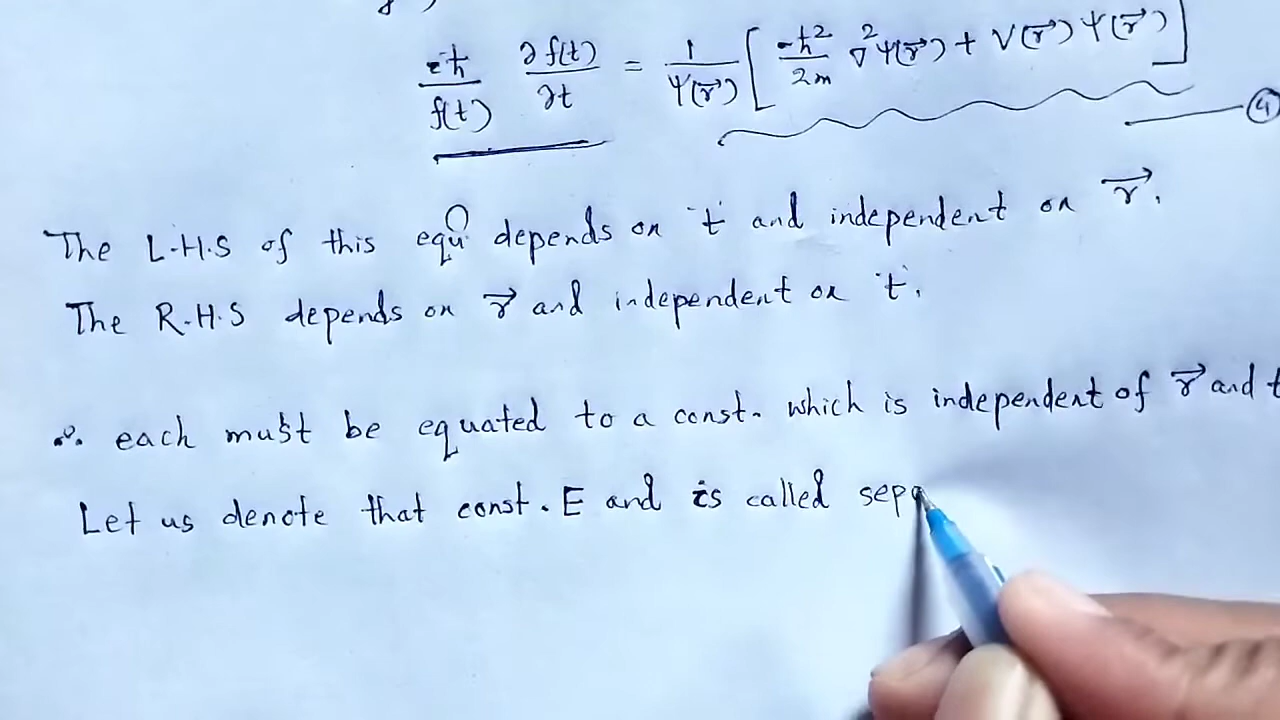 iħ/f(t) ∂f(t)/∂t = 1/ψ(r⃗) [ -ħ²/2m ∇²ψ(r⃗) + V(r⃗) ψ(r⃗) ] — ④
The L.H.S of this equ depends on 't' and independent on r⃗.
The R.H.S depends on r⃗ and independent on 't'.
∴ each must be equated to a const. which is independent of r⃗ and t
Let us denote that const. E and is called sepa